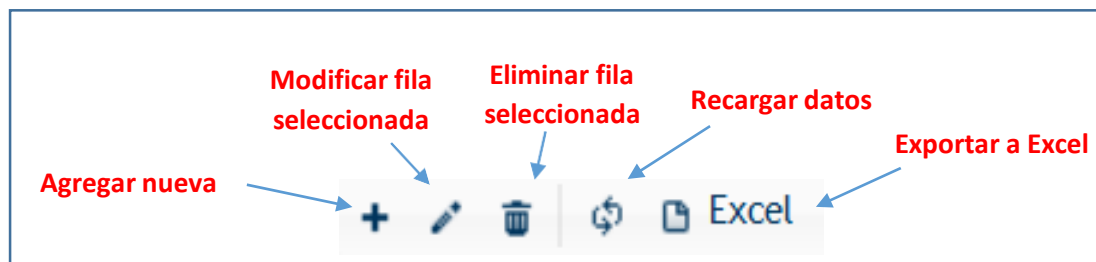 Modificar fila
seleccionada
Eliminar fila
seleccionada
Recargar datos
Exportar a Excel
Agregar nueva
Excel